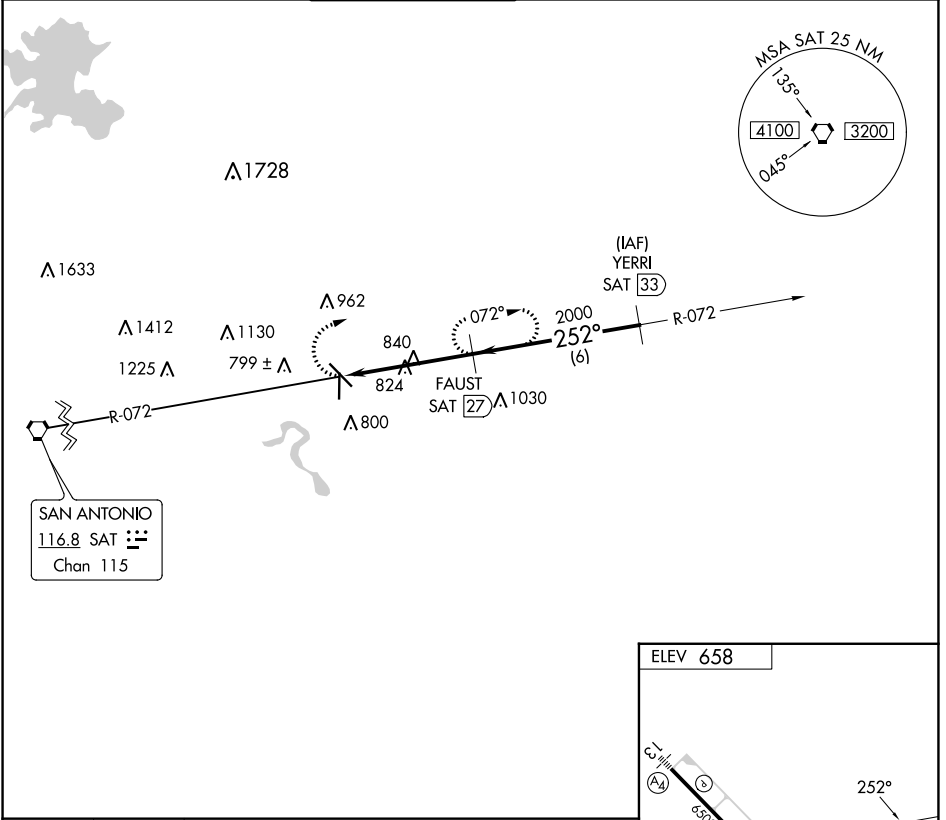 MSA SAT 25 NM
135°
4100
3200
045°
1728
(IAF)
YERRI
SAT 33
1633
962
072°
2000
R-072
1412
1130
840
252°
(6)
1225
799 ±
824
FAUST
SAT 27
1030
R-072
800
SAN ANTONIO
116.8 SAT
Chan 115
ELEV 658
13
A4
P
252°